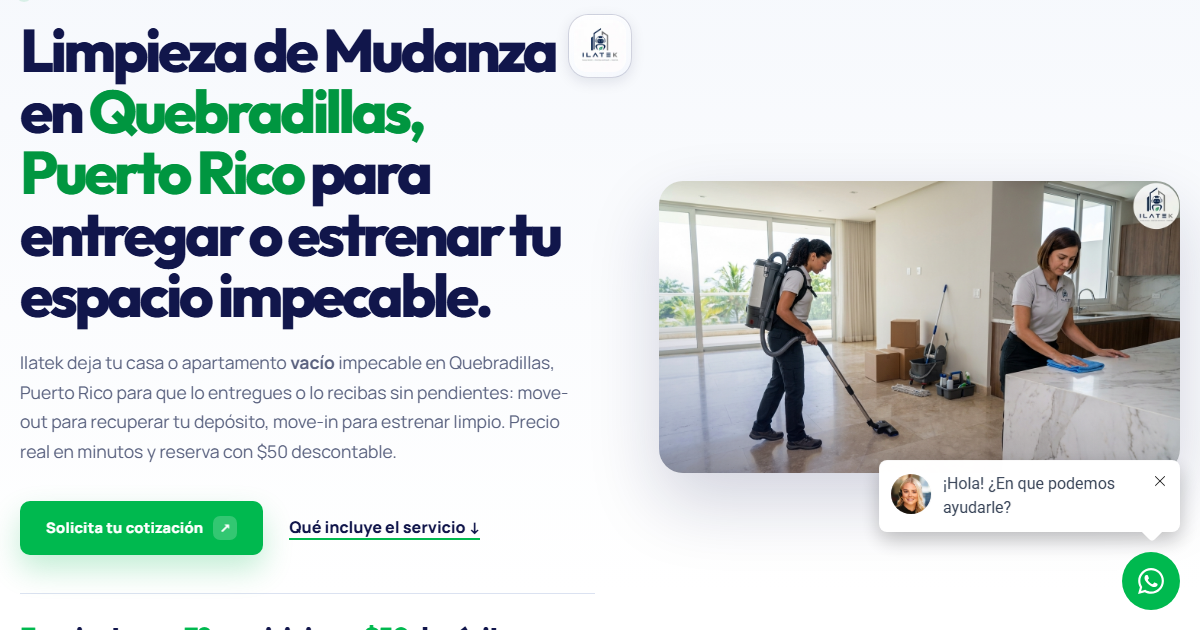 Limpieza de Mudanza
ILATEK
en Quebradillas,
Puerto Rico para
entregar o estrenar tu
espacio impecable.
Ilatek deja tu casa o apartamento vacío impecable en Quebradillas,
Puerto Rico para que lo entregues o lo recibas sin pendientes: move-
out para recuperar tu depósito, move-in para estrenar limpio. Precio
real en minutos y reserva con $50 descontable.
Solicita tu cotización ↗
Qué incluye el servicio ↓
ILATEK
¡Hola! ¿En que podemos
ayudarle?